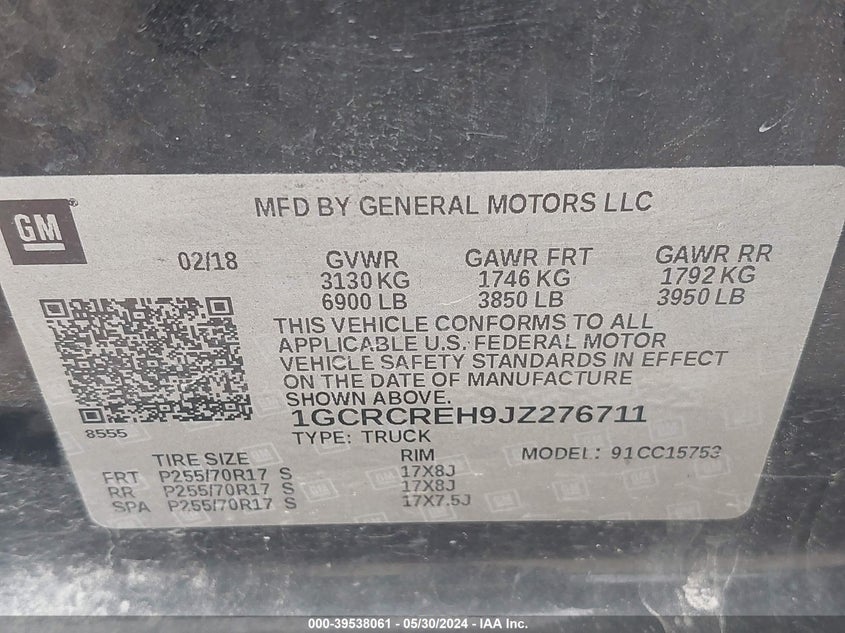 GM
MFD BY GENERAL MOTORS LLC
02/18 GVWR GAWR FRT GAWR RR
3130 KG 1746 KG 1792 KG
6900 LB 3850 LB 3950 LB
THIS VEHICLE CONFORMS TO ALL
APPLICABLE U.S. FEDERAL MOTOR
VEHICLE SAFETY STANDARDS IN EFFECT
ON THE DATE OF MANUFACTURE
SHOWN ABOVE.
1GCRCREH9JZ276711
8555
TYPE: TRUCK MODEL: 91CC15753
TIRE SIZE RIM
FRT P255/70R17 S 17X8J
RR P255/70R17 S 17X8J
SPA P255/70R17 S 17X7.5J
000-39538061 - 05/30/2024 - IAA Inc.